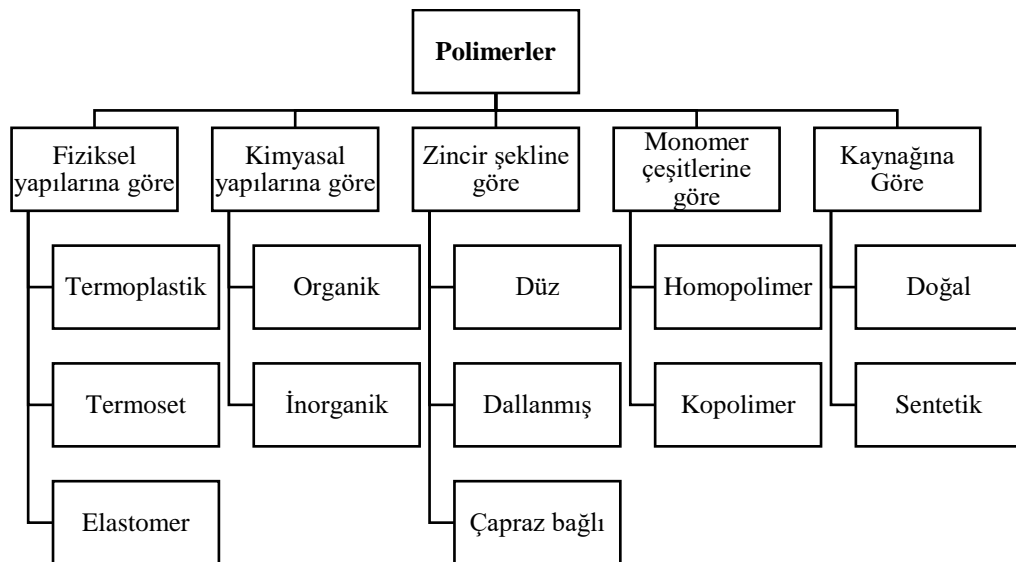 Polimerler
Fiziksel
yapılarına göre
Termoplastik
Termoset
Elastomer
Kimyasal
yapılarına göre
Organik
İnorganik
Zincir şekline
göre
Düz
Dallanmış
Çapraz bağlı
Monomer
çeşitlerine
göre
Homopolimer
Kopolimer
Kaynağına
Göre
Doğal
Sentetik